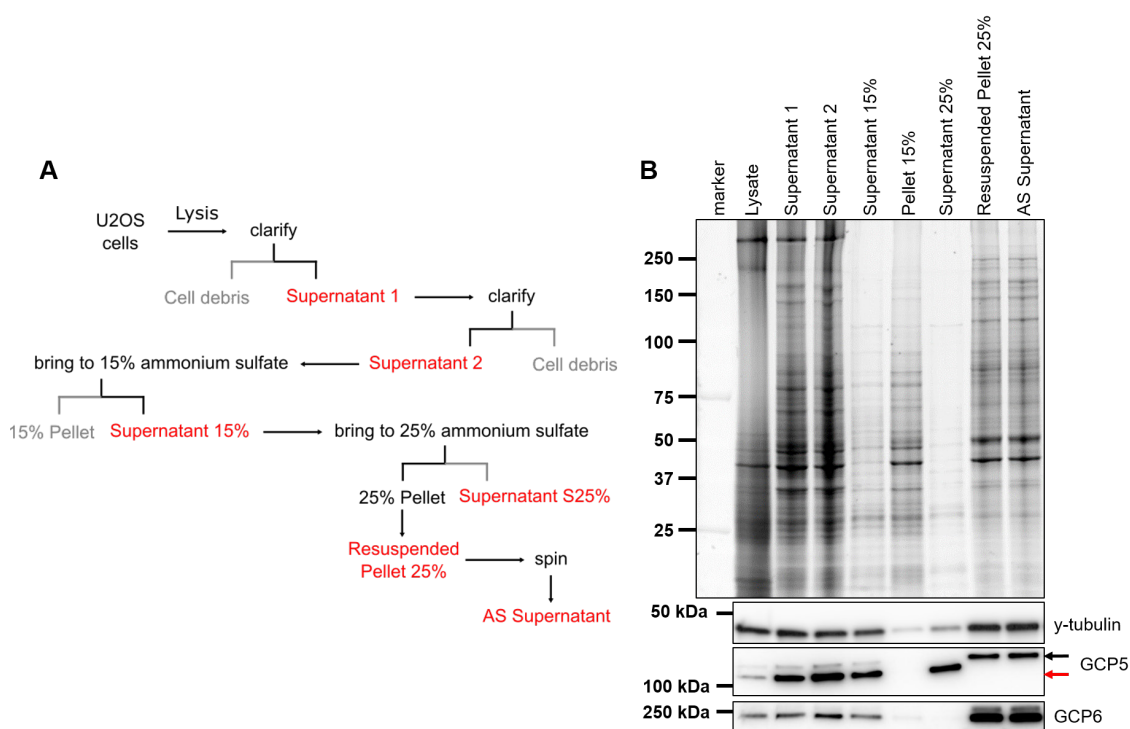 A
U2OS
cells
Lysis
clarify
Cell debris
Supernatant 1
clarify
bring to 15% ammonium sulfate
Supernatant 2
Cell debris
15% Pellet
Supernatant 15%
bring to 25% ammonium sulfate
25% Pellet
Supernatant S25%
Resuspended
Pellet 25%
spin
AS Supernatant
B
marker
Lysate
Supernatant 1
Supernatant 2
Supernatant 15%
Pellet 15%
Supernatant 25%
Resuspended Pellet 25%
AS Supernatant
250
150
100
75
50
37
25
50 kDa
y-tubulin
GCP5
100 kDa
250 kDa
GCP6